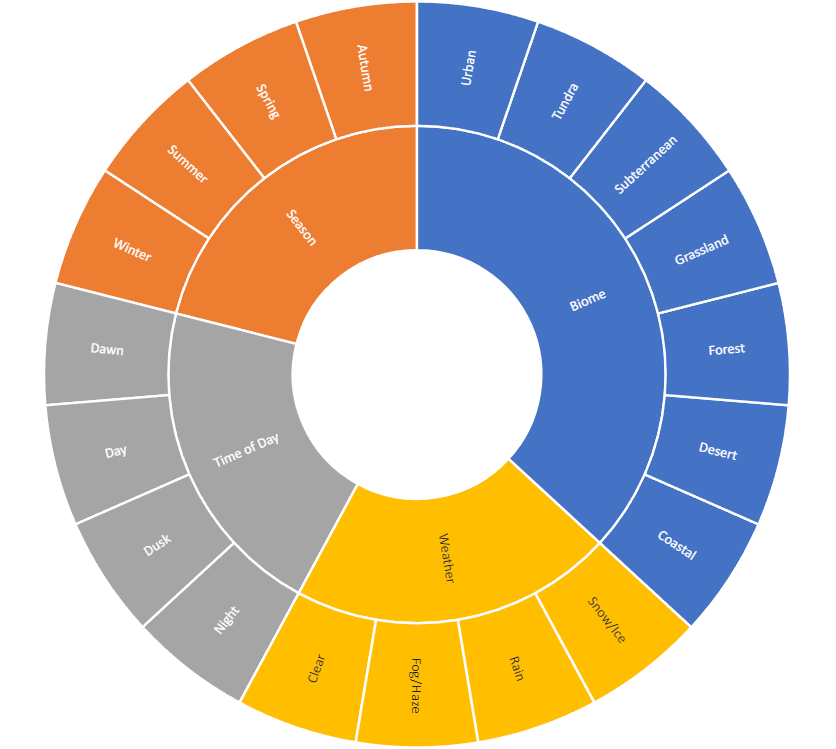 Autumn
Urban
Spring
Tundra
Summer
Subterranean
Season
Winter
Grassland
Biome
Dawn
Forest
Time of Day
Day
Desert
Dusk
Weather
Coastal
Night
Snow/Ice
Clear
Fog/Haze
Rain